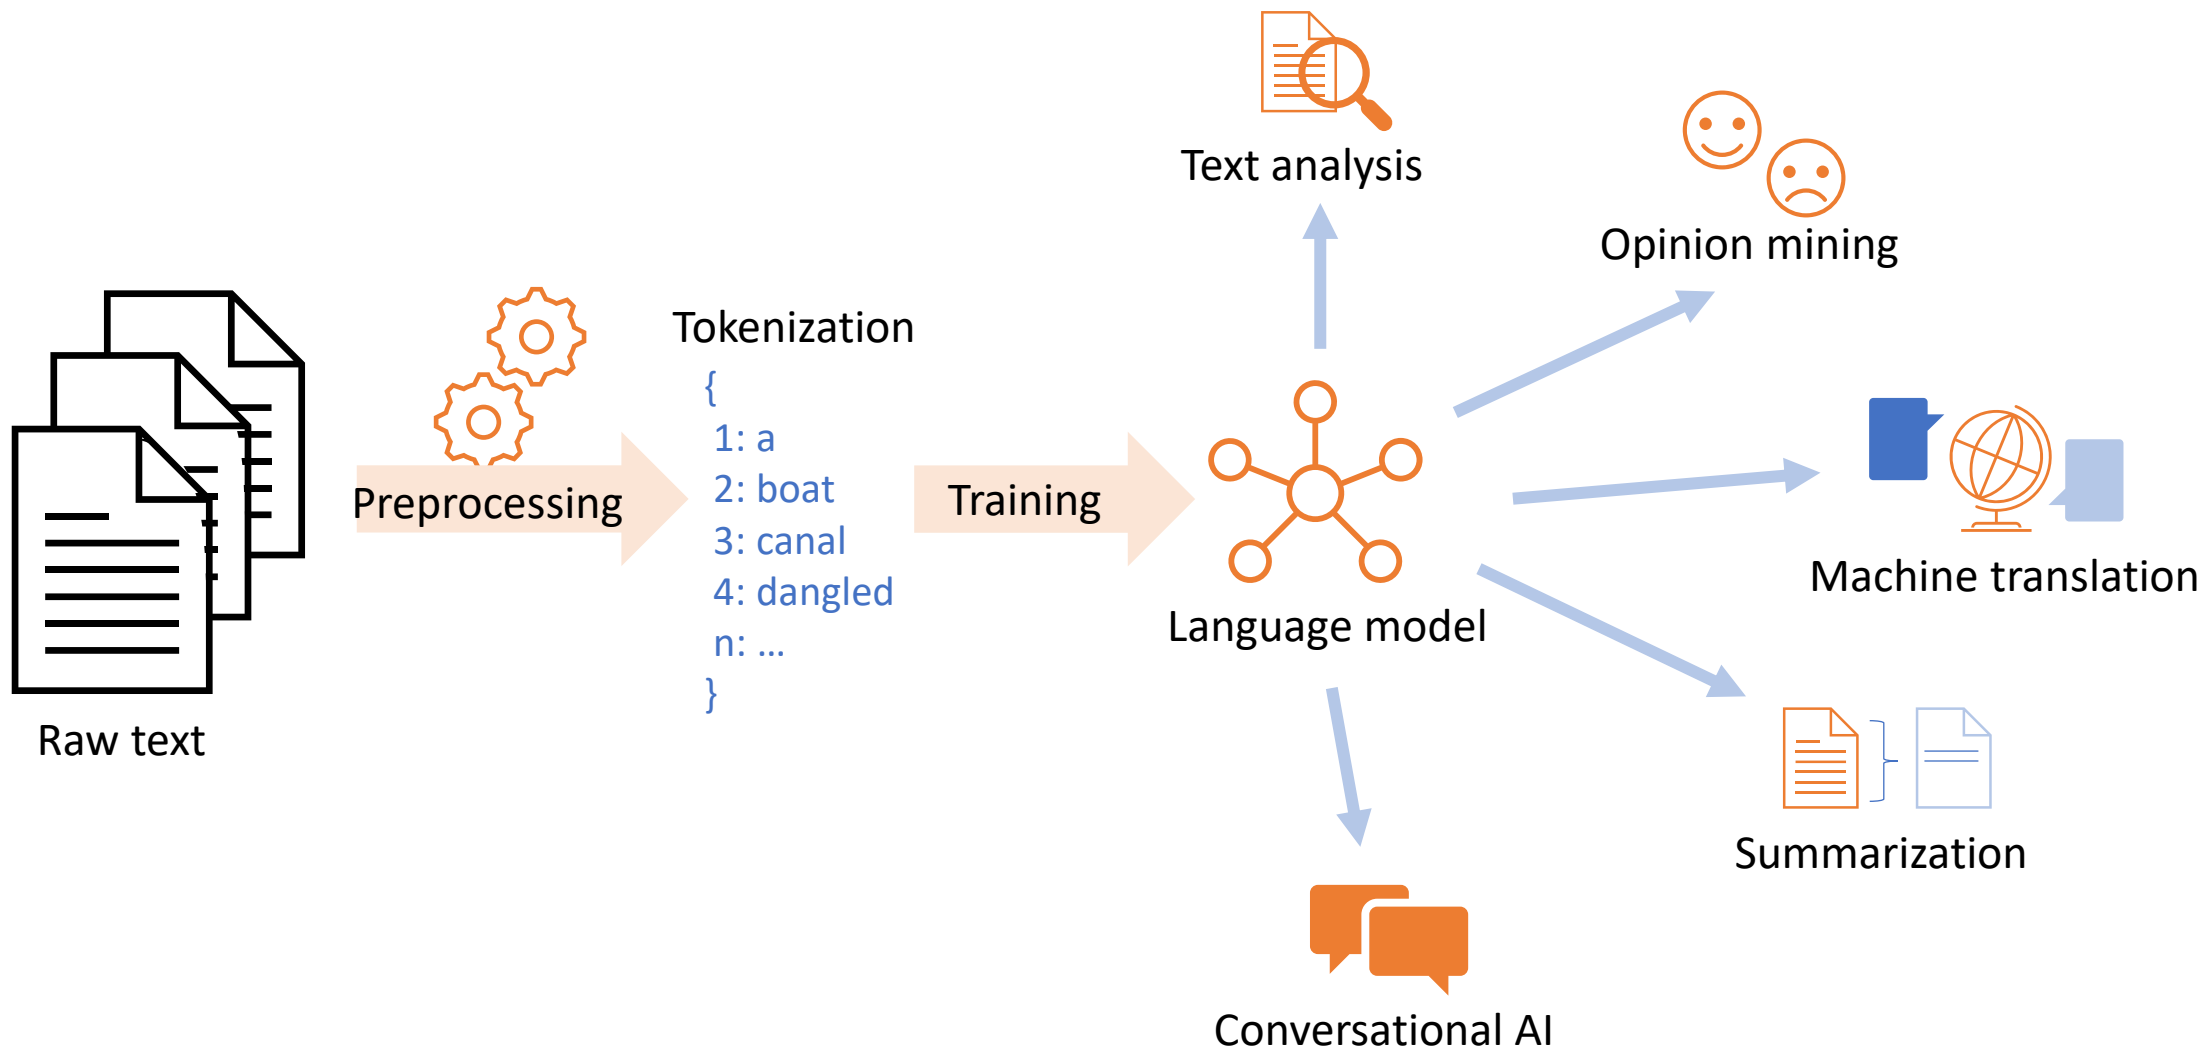 Raw text
Preprocessing
Tokenization
{
1: a
2: boat
3: canal
4: dangled
n: ...
}
Training
Language model
Text analysis
Opinion mining
Machine translation
Summarization
Conversational AI